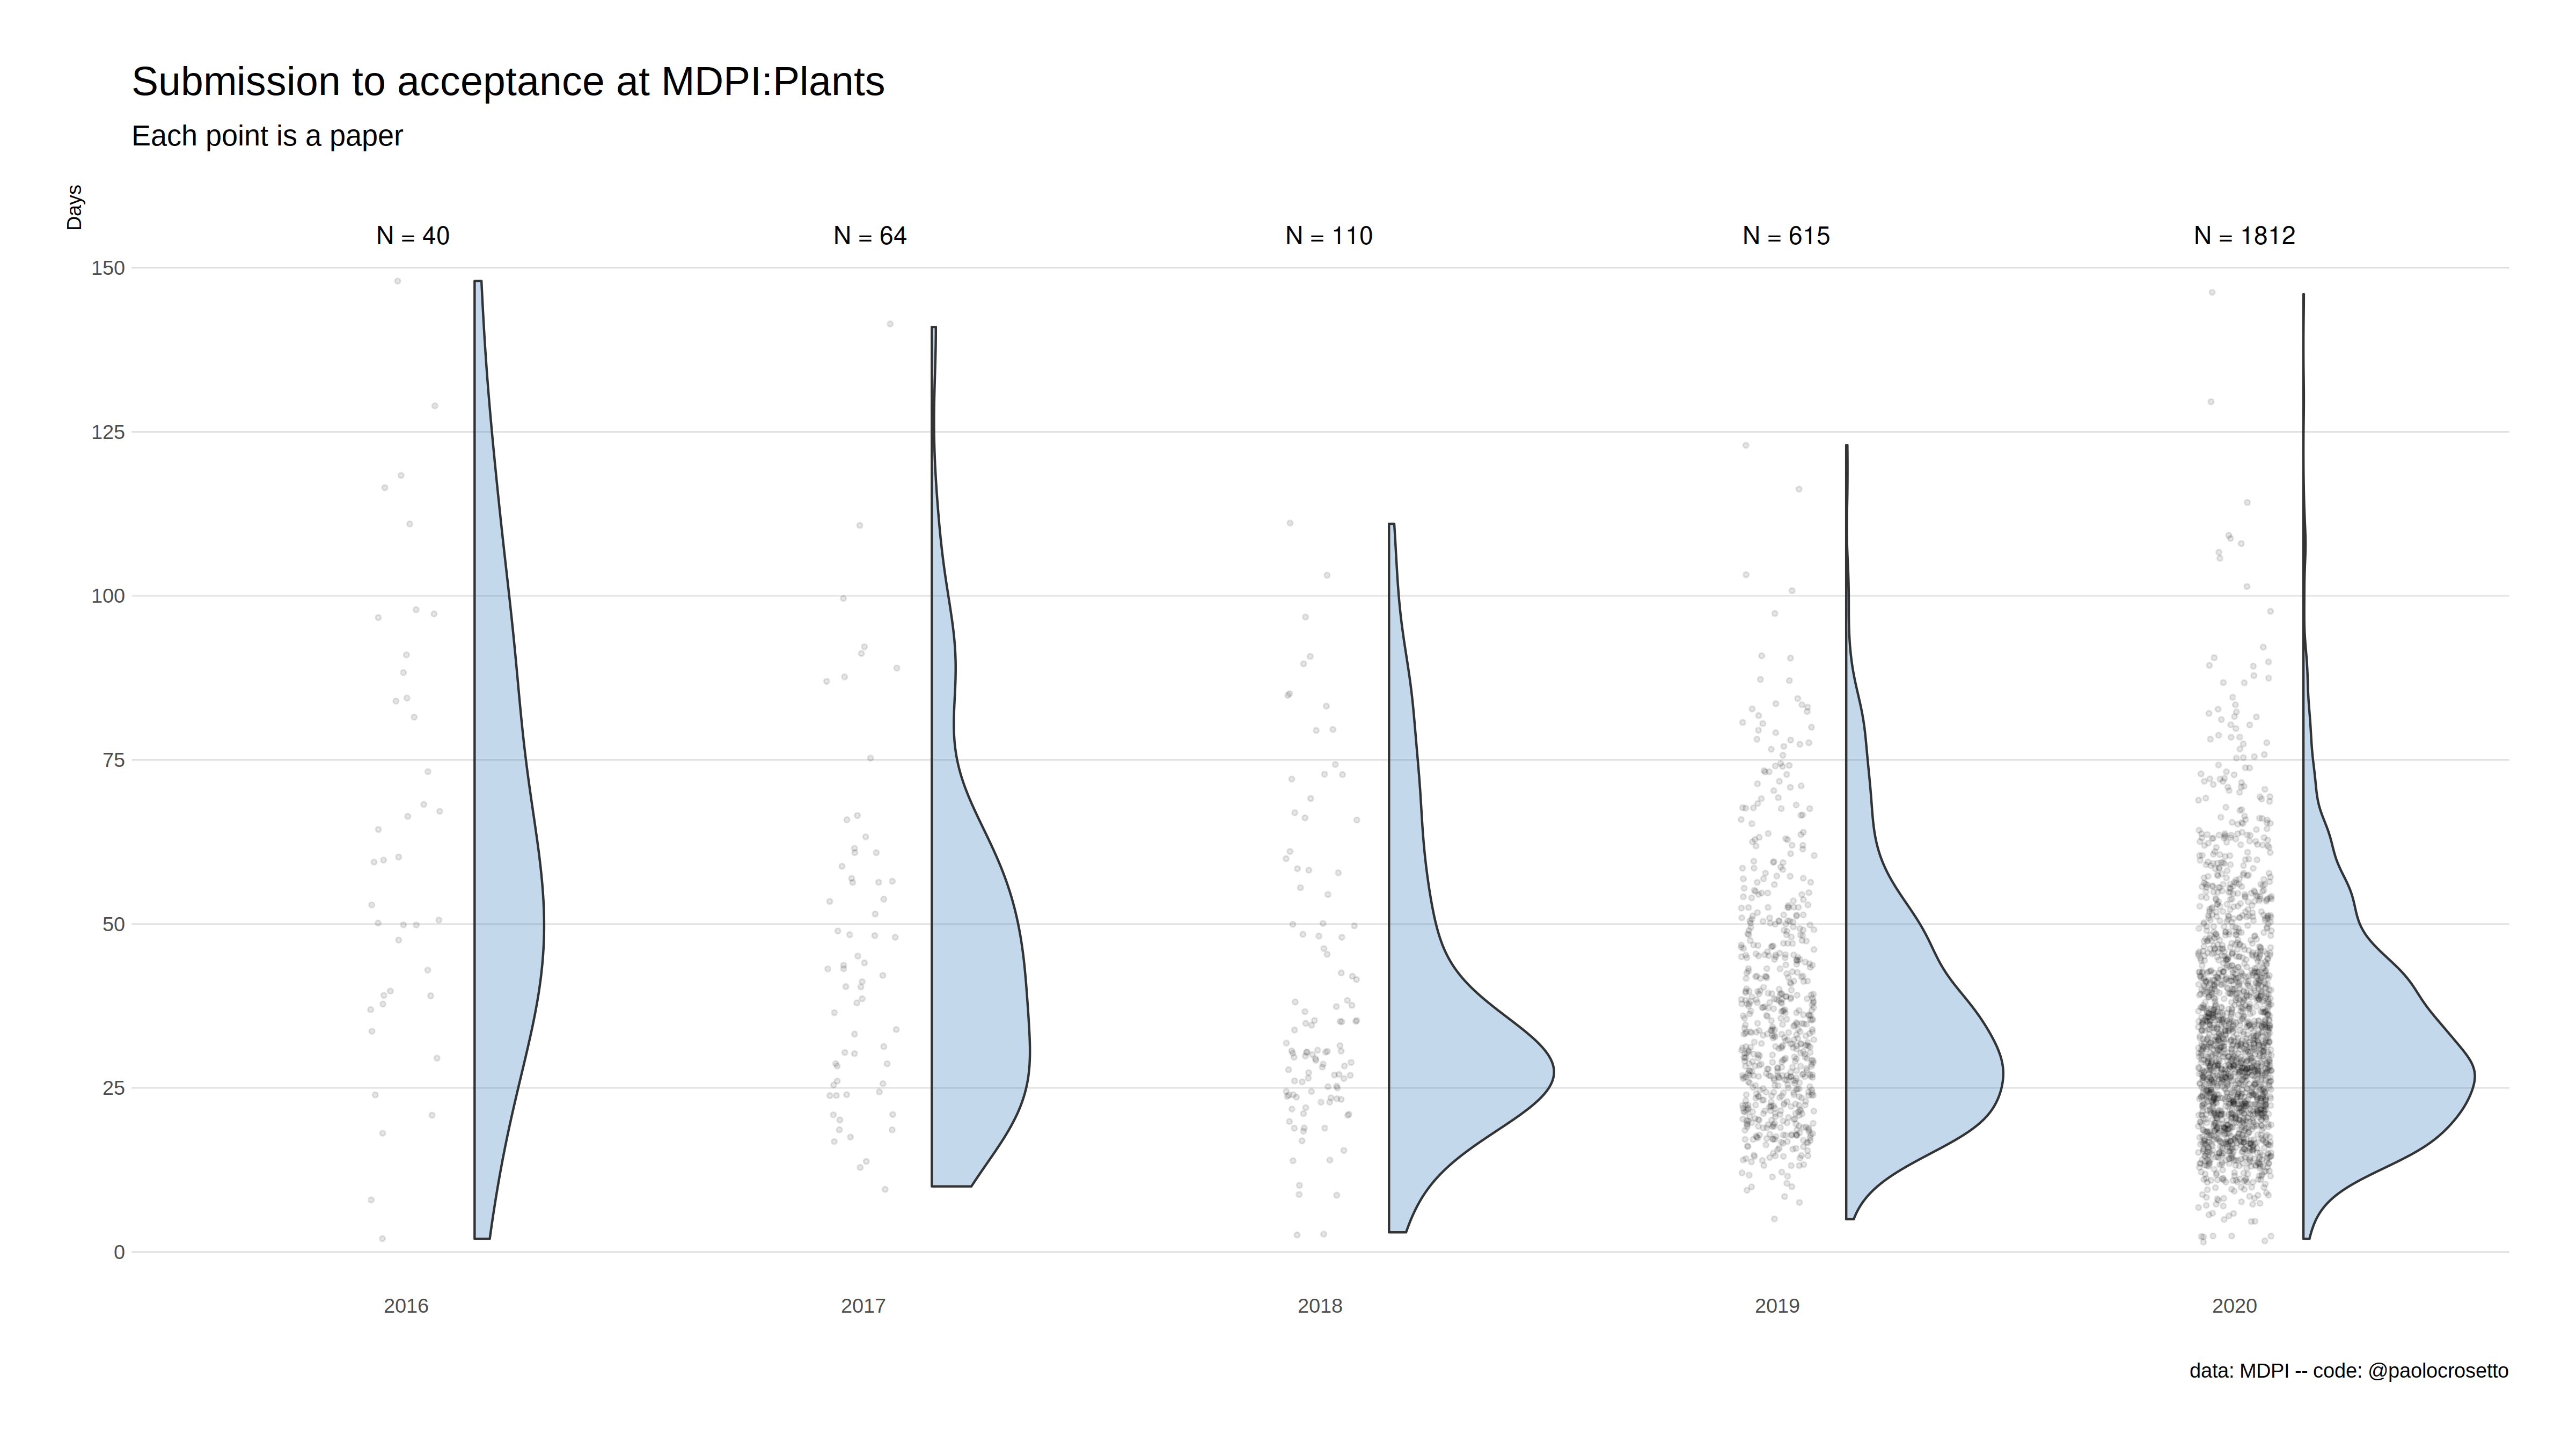 Submission to acceptance at MDPI:Plants
Each point is a paper
Days
N = 40
N = 64
N = 110
N = 615
N = 1812
150
125
100
75
50
25
0
2016
2017
2018
2019
2020
data: MDPI -- code: @paolocrosetto